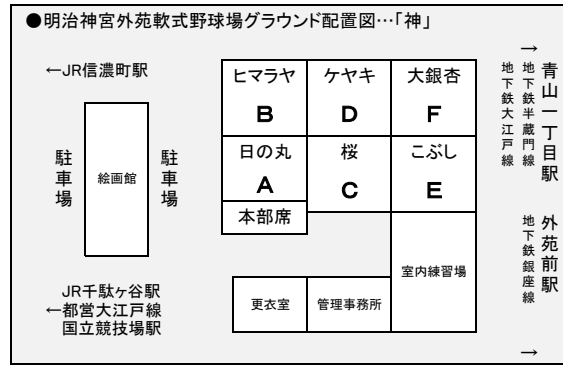 ●明治神宮外苑軟式野球場グラウンド配置図…「神」
←JR信濃町駅
ヒマラヤ
B
ケヤキ
D
大銀杏
F
日の丸
A
桜
C
こぶし
E
本部席
駐車場
絵画館
駐車場
室内練習場
更衣室
管理事務所
JR千駄ヶ谷駅
←都営大江戸線
国立競技場駅
→
青山一丁目駅
地下鉄半蔵門線
地下鉄大江戸線
外苑前駅
地下鉄銀座線
→